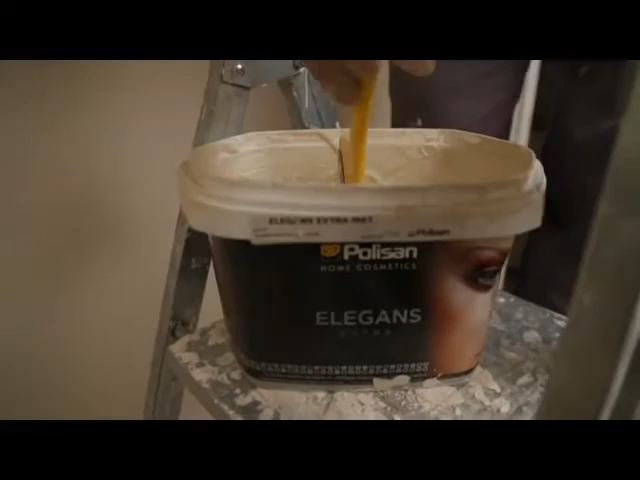 ELEGANS EXTRA MAT
Polisan
Polisan
HOME COSMETICS
ELEGANS
EXTRA